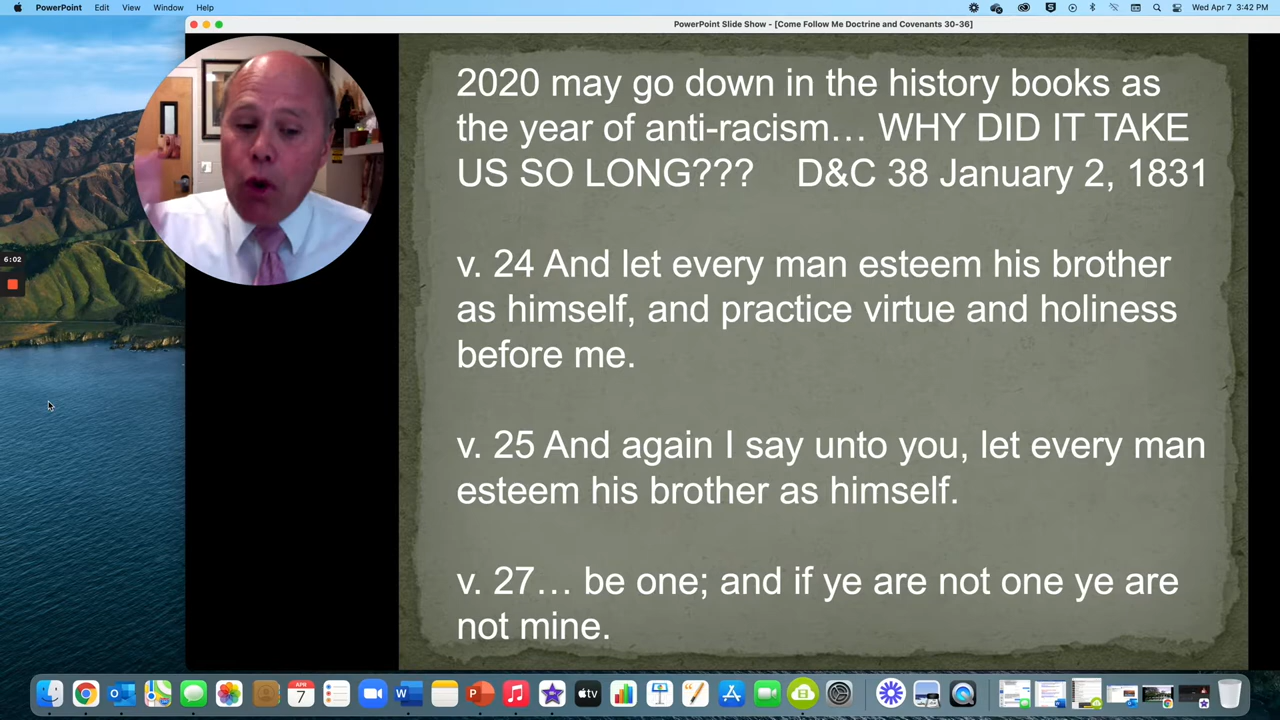 PowerPoint Edit View Window Help
Wed Apr 7 3:42 PM
PowerPoint Slide Show - [Come Follow Me Doctrine and Covenants 30-36]
2020 may go down in the history books as
the year of anti-racism… WHY DID IT TAKE
US SO LONG??? D&C 38 January 2, 1831
v. 24 And let every man esteem his brother
as himself, and practice virtue and holiness
before me.
v. 25 And again I say unto you, let every man
esteem his brother as himself.
v. 27… be one; and if ye are not one ye are
not mine.
6:02
APR
7
tv